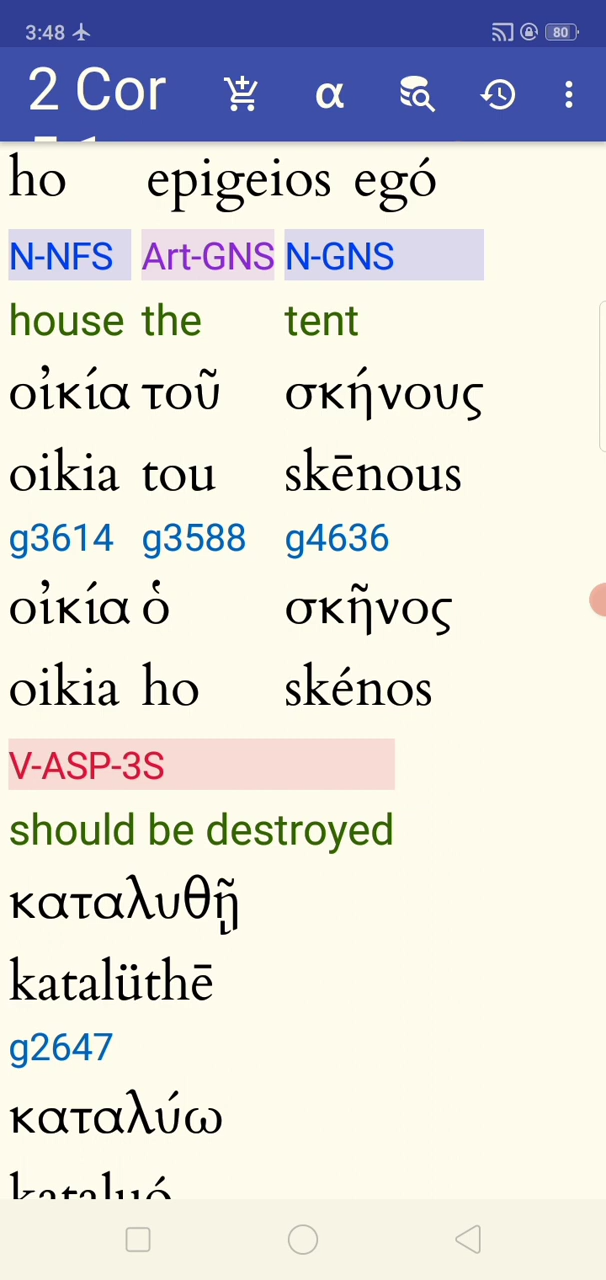 3:48 80
2 Cor α
ho epigeios egó
N-NFS Art-GNS N-GNS
house the tent
οἰκία τοῦ σκήνους
oikia tou skēnous
g3614 g3588 g4636
οἰκία ὁ σκῆνος
oikia ho skénos
V-ASP-3S
should be destroyed
καταλυθῇ
katalüthē
g2647
καταλύω